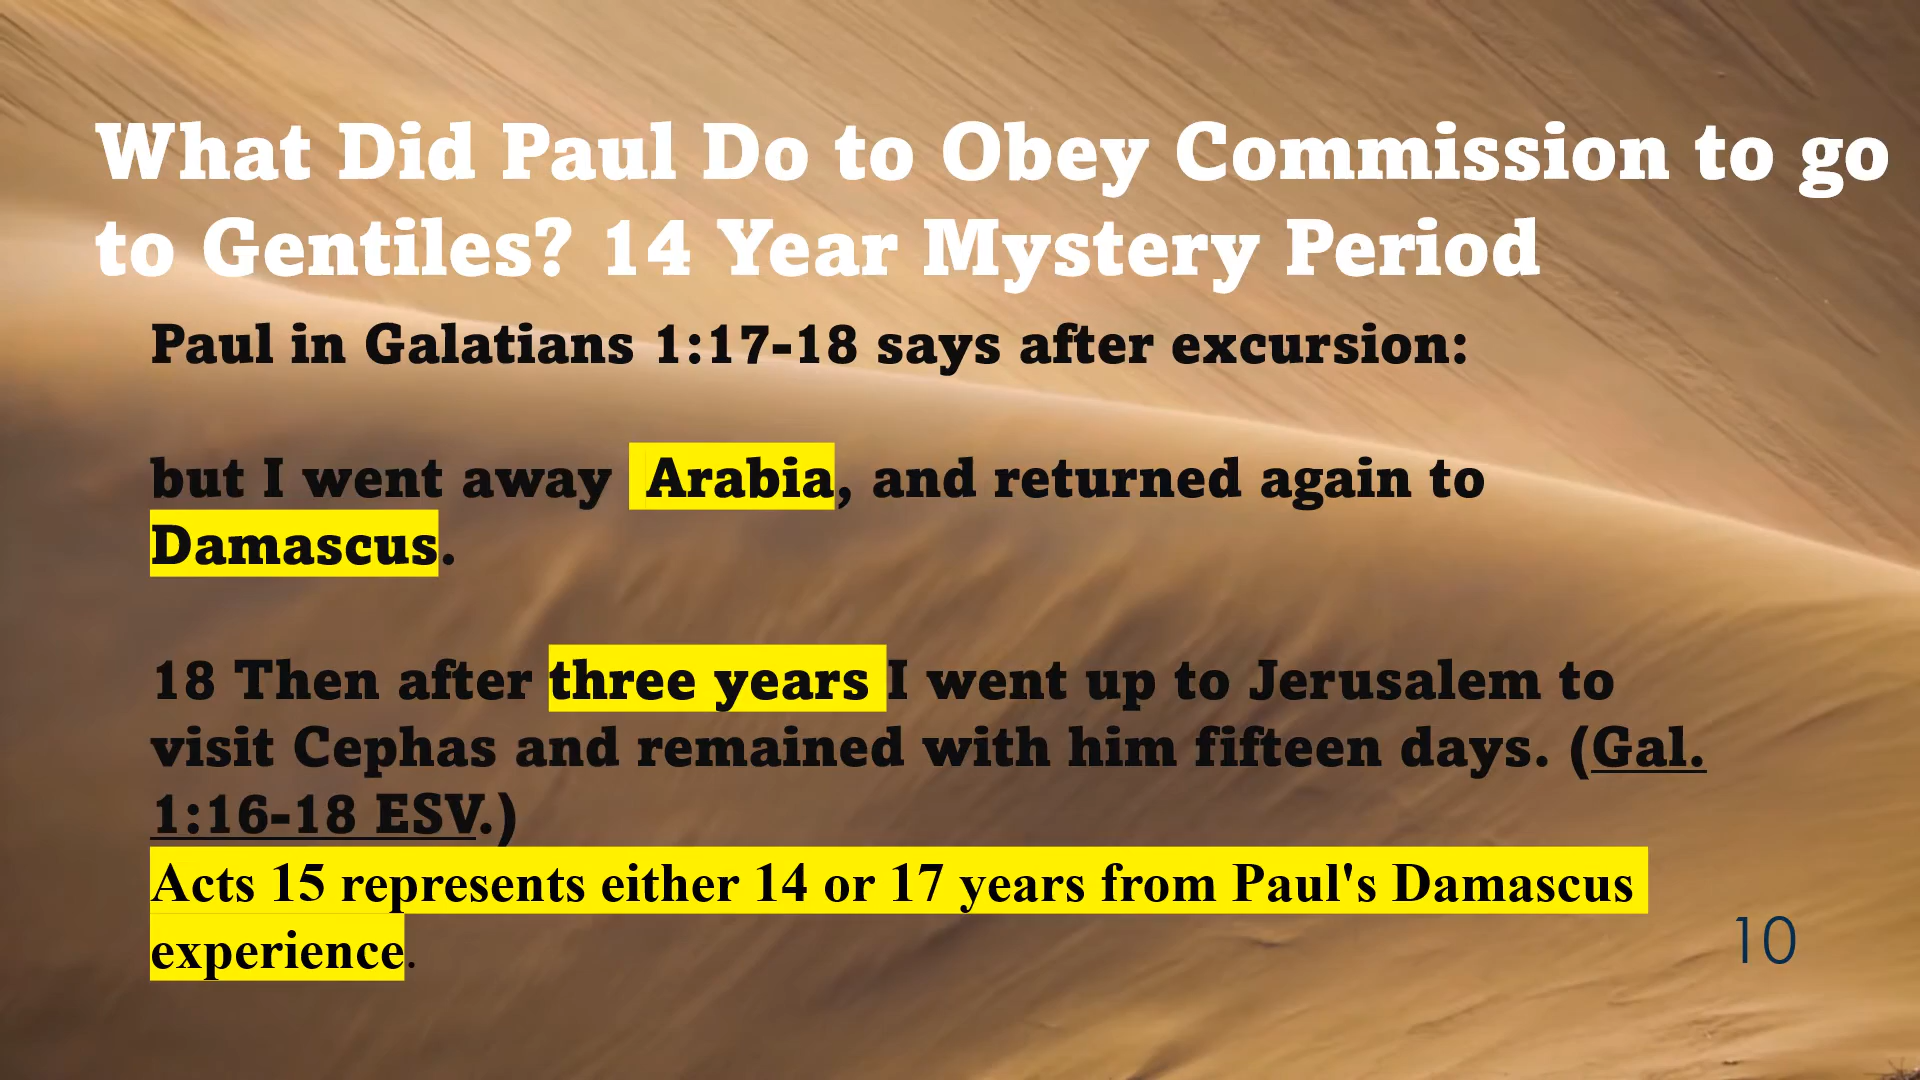 What Did Paul Do to Obey Commission to go
to Gentiles? 14 Year Mystery Period
Paul in Galatians 1:17-18 says after excursion:
but I went away Arabia, and returned again to
Damascus.
18 Then after three years I went up to Jerusalem to
visit Cephas and remained with him fifteen days. (Gal.
1:16-18 ESV.)
Acts 15 represents either 14 or 17 years from Paul's Damascus
experience.
10